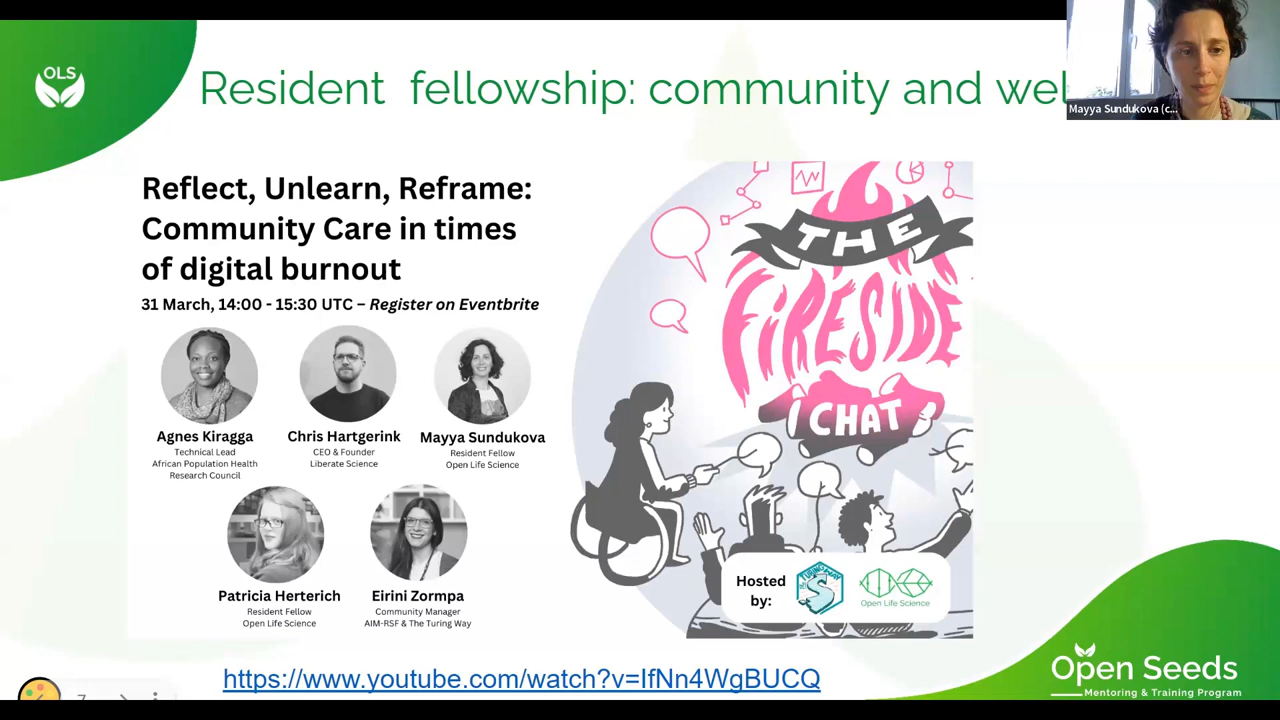 OLS
Resident fellowship: community and wel
Mayya Sundukova (c...
Reflect, Unlearn, Reframe:
Community Care in times
of digital burnout
31 March, 14:00 - 15:30 UTC – Register on Eventbrite
Agnes Kiragga
Technical Lead
African Population Health
Research Council
Chris Hartgerink
CEO & Founder
Liberate Science
Mayya Sundukova
Resident Fellow
Open Life Science
Patricia Herterich
Resident Fellow
Open Life Science
Eirini Zormpa
Community Manager
AIM-RSF & The Turing Way
THE
FIRESIDE
CHAT
Hosted
by:
Open Life Science
https://www.youtube.com/watch?v=IfNn4WgBUCQ
7
Open Seeds
Mentoring & Training Program